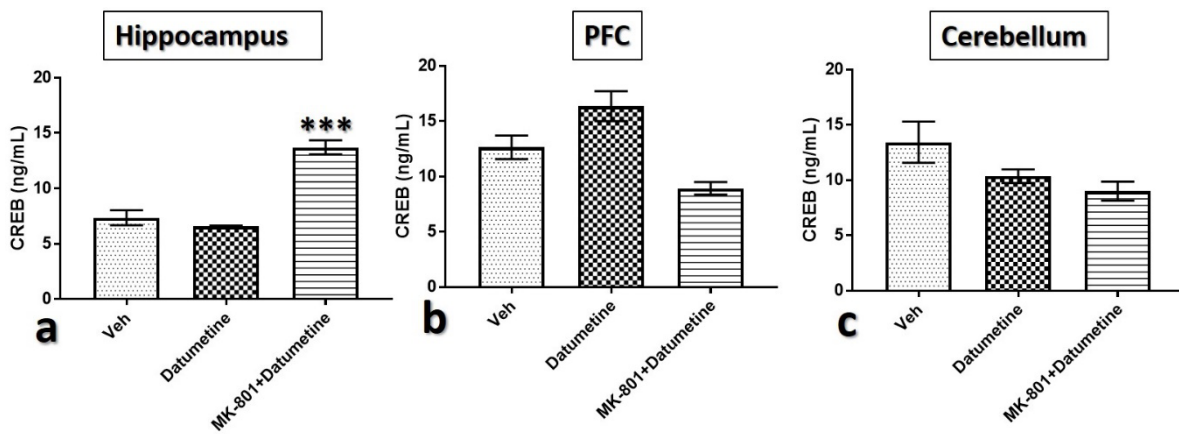 Hippocampus
20
15
10
5
0
CREB (ng/mL)
***
Veh
Datumetine
MK-801+Datumetine
a
PFC
20
15
10
5
0
CREB (ng/mL)
Veh
Datumetine
MK-801+Datumetine
b
Cerebellum
20
15
10
5
0
CREB (ng/mL)
Veh
Datumetine
MK-801+Datumetine
c